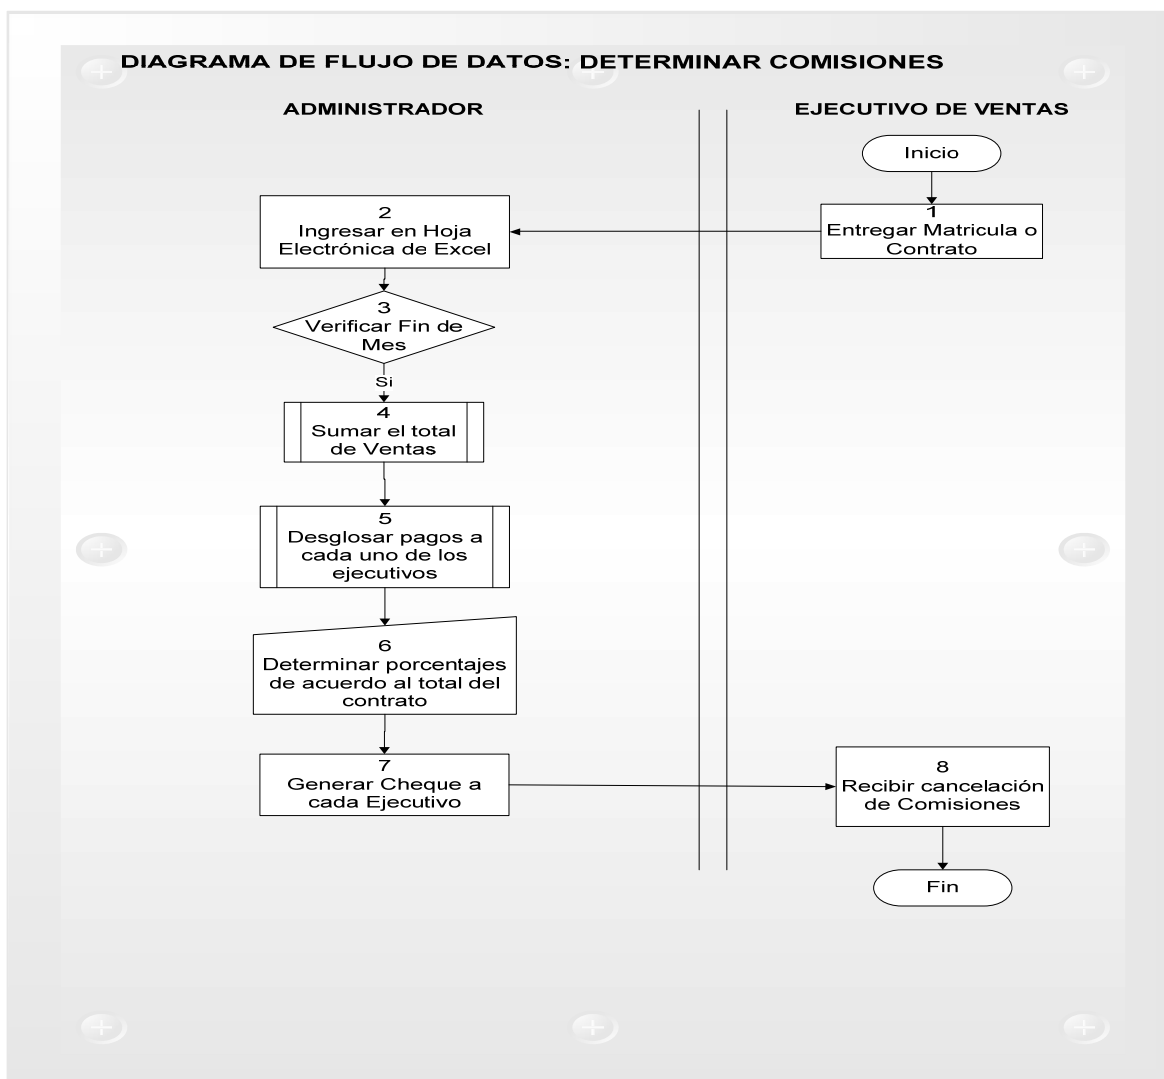 DIAGRAMA DE FLUJO DE DATOS: DETERMINAR COMISIONES
ADMINISTRADOR
EJECUTIVO DE VENTAS
Inicio
1
Entregar Matricula o
Contrato
2
Ingresar en Hoja
Electrónica de Excel
3
Verificar Fin de
Mes
Si
4
Sumar el total
de Ventas
5
Desglosar pagos a
cada uno de los
ejecutivos
6
Determinar porcentajes
de acuerdo al total del
contrato
7
Generar Cheque a
cada Ejecutivo
8
Recibir cancelación
de Comisiones
Fin